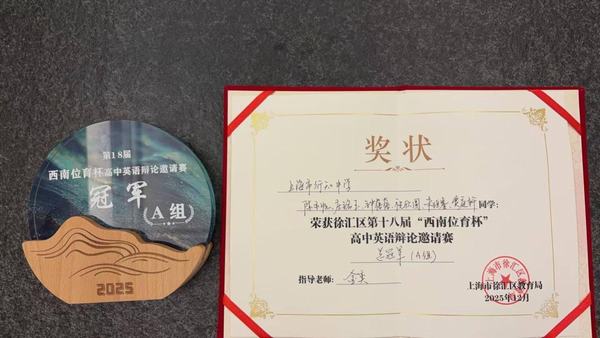 第18届
西南位育杯高中英语辩论邀请赛
冠军
(A组)
2025
奖状
上海市行知中学
同学:
荣获徐汇区第十八届“西南位育杯”
高中英语辩论邀请赛
总冠军(A组)
指导老师:
上海市徐汇区教育局
2025年12月